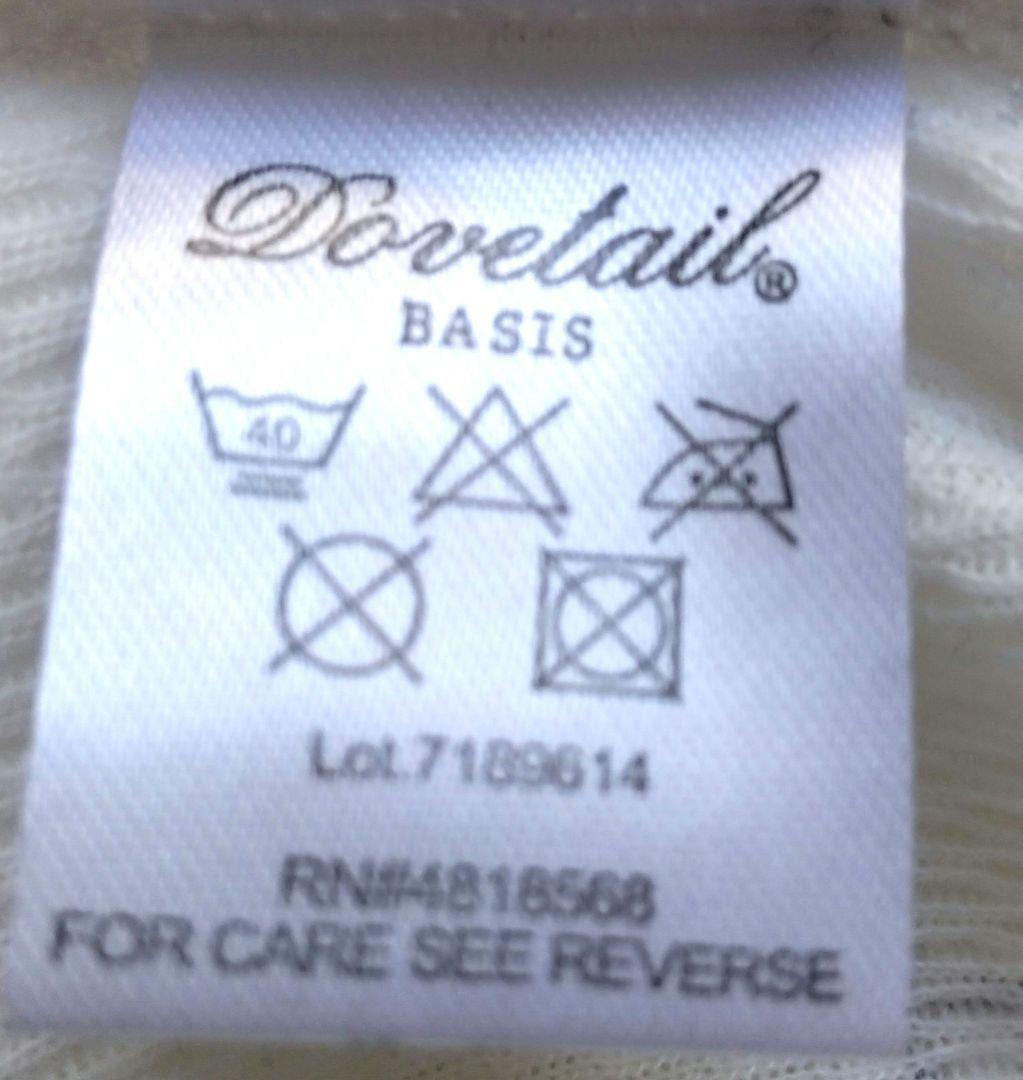 Dovetail®
BASIS
40
Lot.7189614
RN#4818568
FOR CARE SEE REVERSE